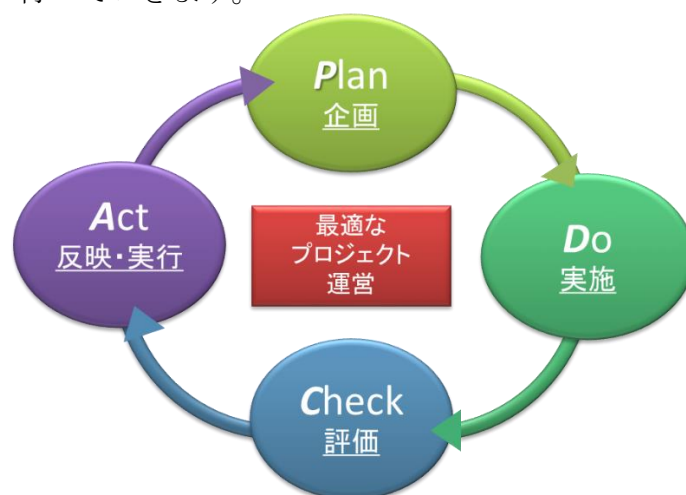 Plan
企画
Do
実施
Check
評価
Act
反映・実行
最適な
プロジェクト
運営